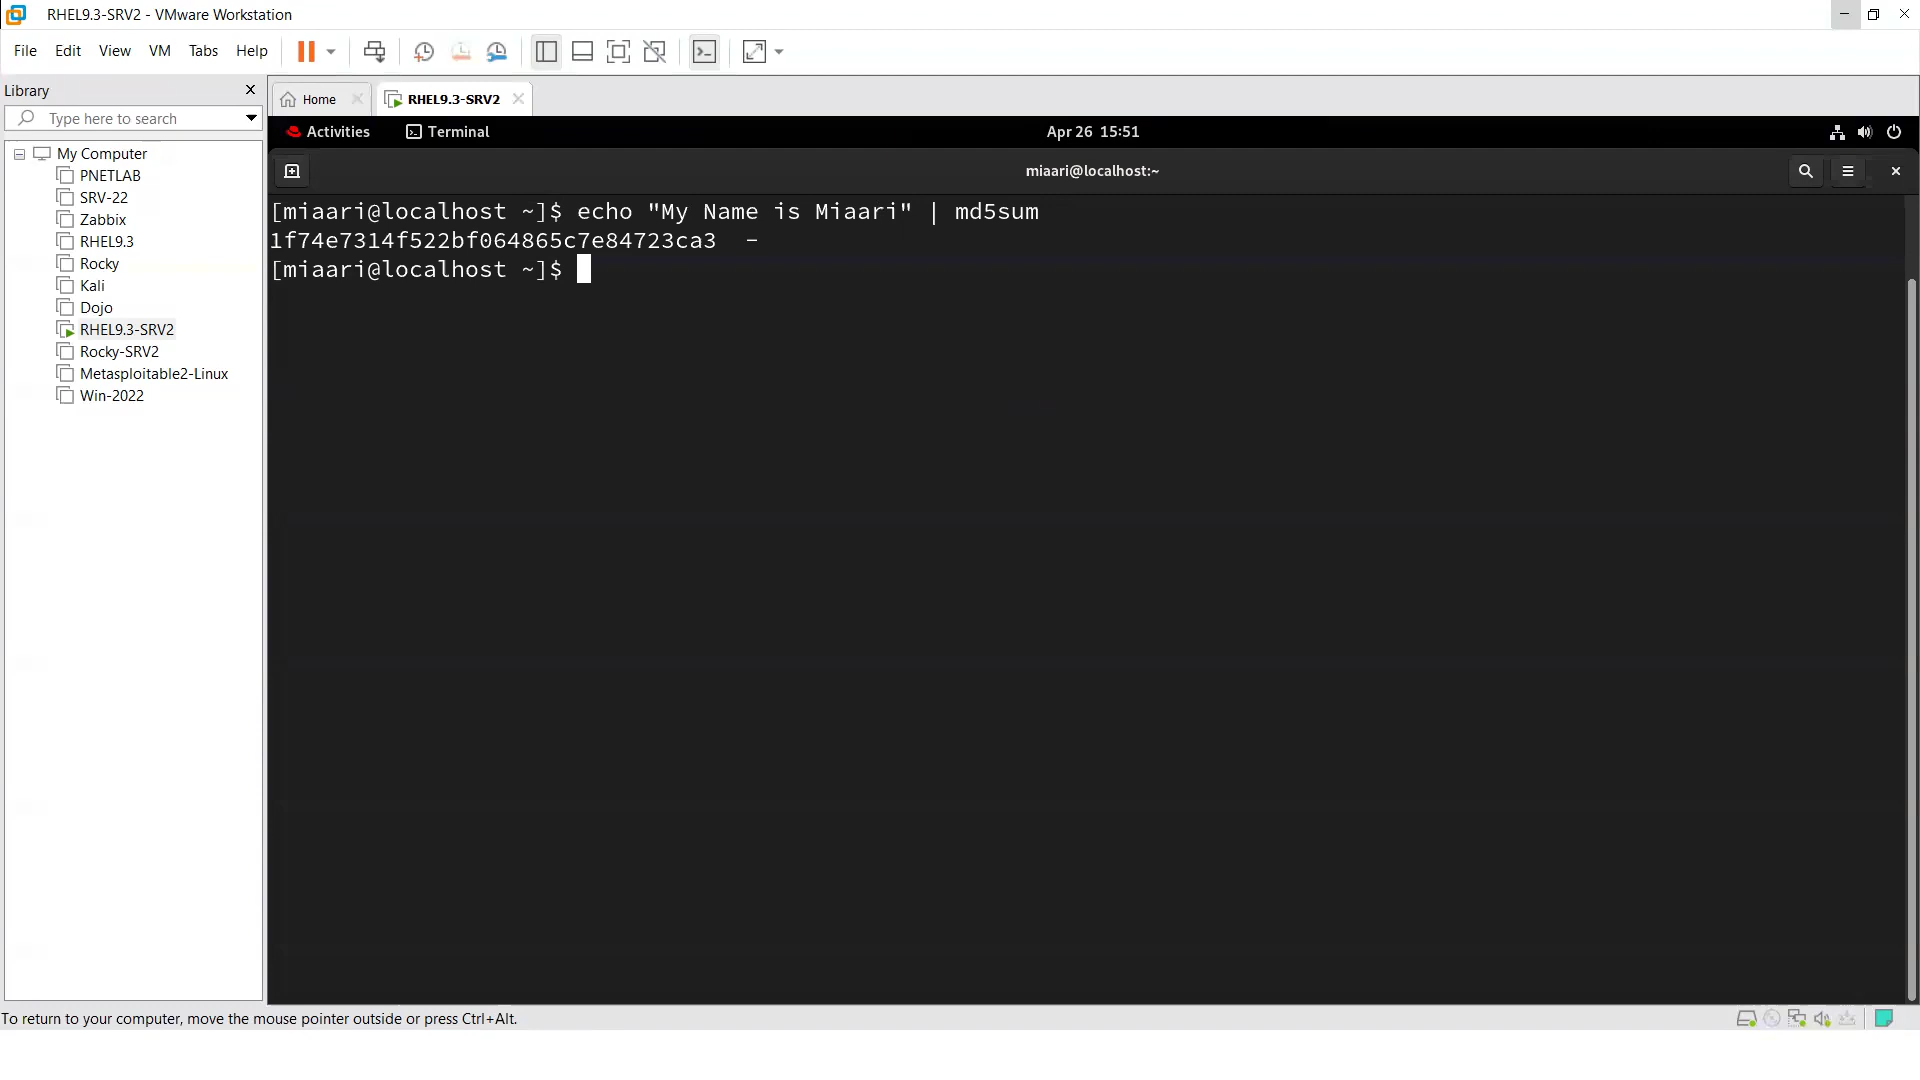 RHEL9.3-SRV2 - VMware Workstation
File Edit View VM Tabs Help
Library
Type here to search
My Computer
PNETLAB
SRV-22
Zabbix
RHEL9.3
Rocky
Kali
Dojo
RHEL9.3-SRV2
Rocky-SRV2
Metasploitable2-Linux
Win-2022
Home RHEL9.3-SRV2
Activities Terminal Apr 26 15:51
miaari@localhost:~
[miaari@localhost ~]$ echo "My Name is Miaari" | md5sum
1f74e7314f522bf064865c7e84723ca3  -
[miaari@localhost ~]$
To return to your computer, move the mouse pointer outside or press Ctrl+Alt.